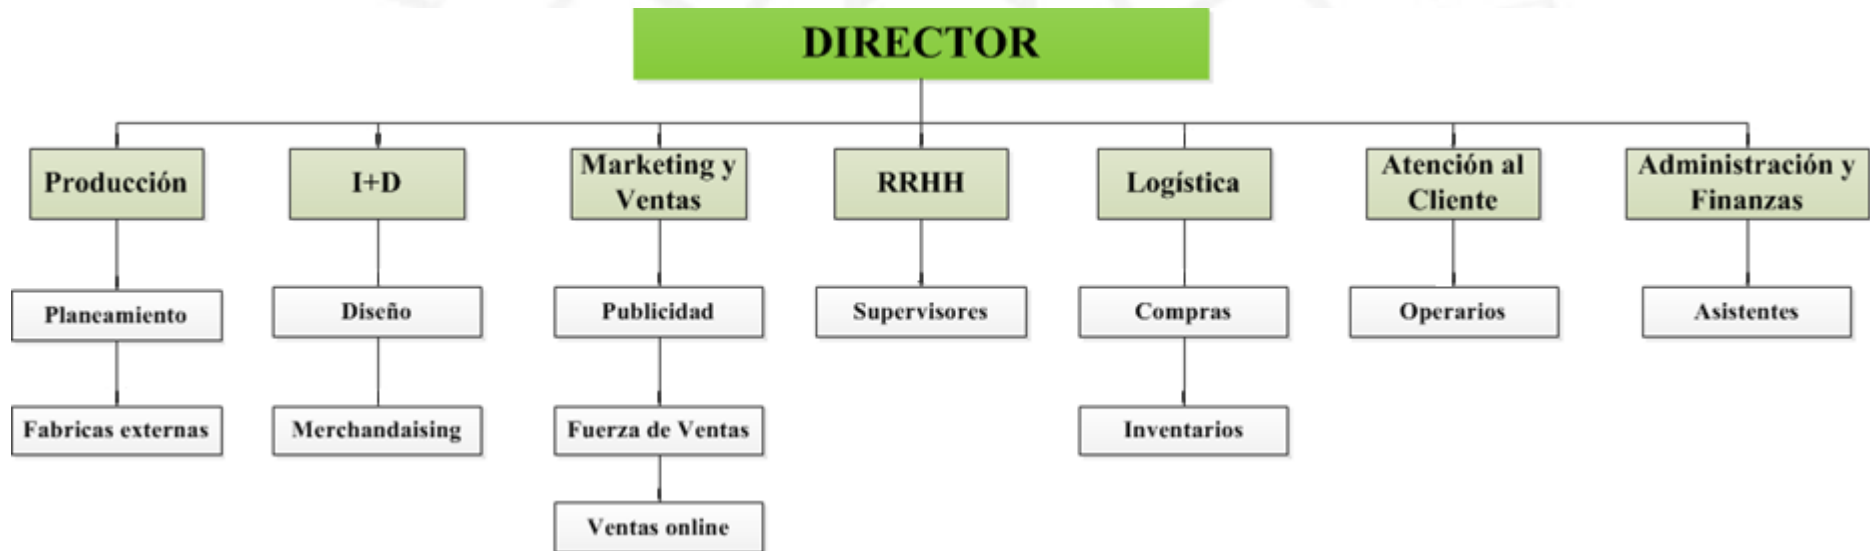 DIRECTOR
Producción
I+D
Marketing y
Ventas
RRHH
Logística
Atención al
Cliente
Administración y
Finanzas
Planeamiento
Diseño
Publicidad
Supervisores
Compras
Operarios
Asistentes
Fabricas externas
Merchandaising
Fuerza de Ventas
Inventarios
Ventas online